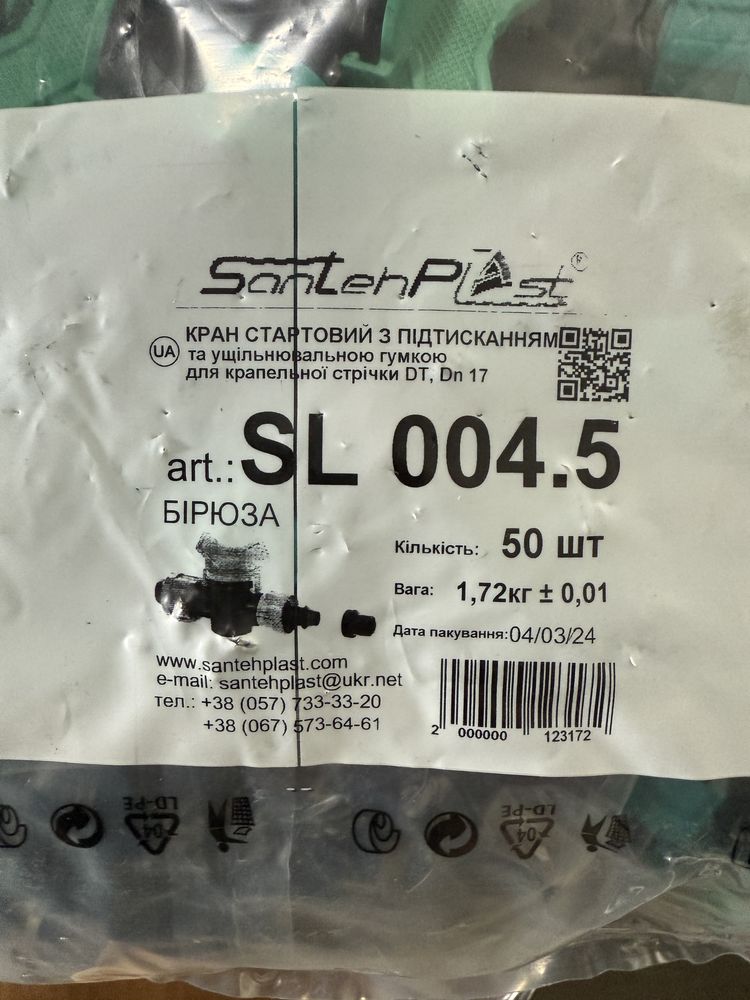 SantehPlast ®
UA
КРАН СТАРТОВИЙ З ПІДТИСКАННЯМ
та ущільнювальною гумкою
для крапельної стрічки DT, Dn 17
art.: SL 004.5
БІРЮЗА
Кількість: 50 шт
Вага: 1,72кг ± 0,01
Дата пакування: 04/03/24
www.santehplast.com
e-mail: santehplast@ukr.net
тел.: +38 (057) 733-33-20
+38 (067) 573-64-61
2 000000 123172
04 LD-PE 04 LD-PE